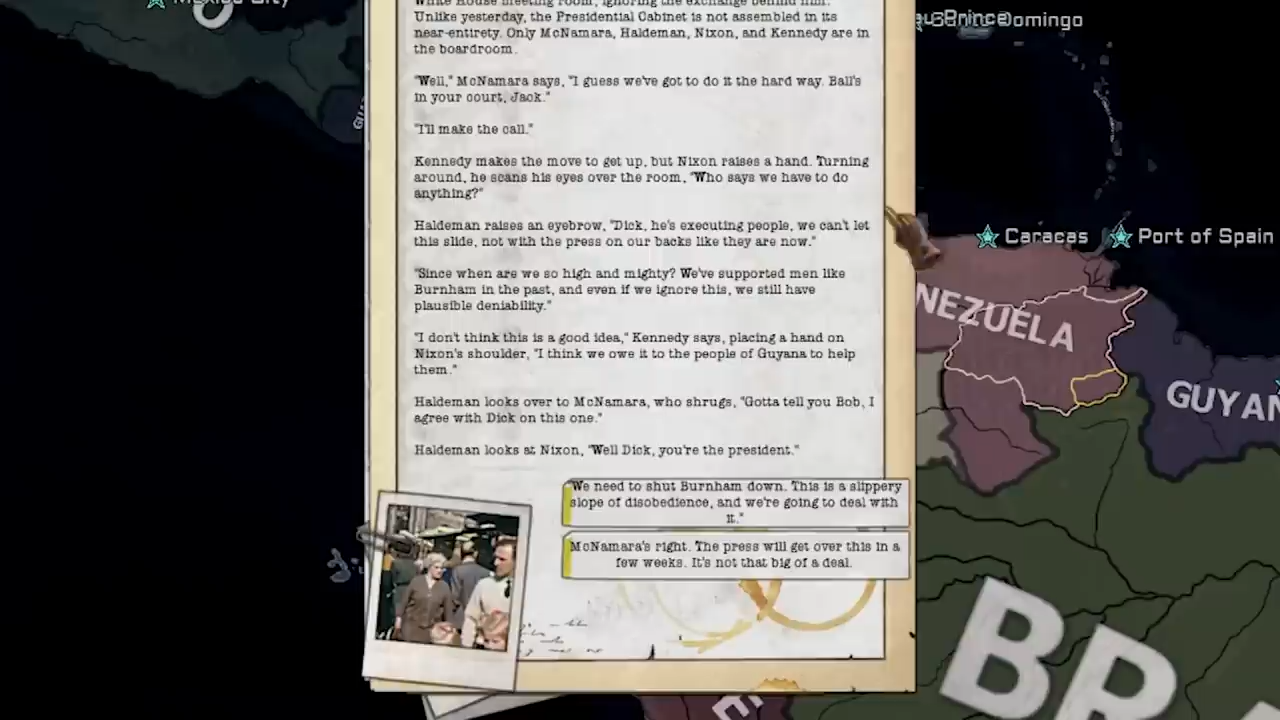 Mexico City
White House meeting room, ignoring the exchange behind him.
Unlike yesterday, the Presidential Cabinet is not assembled in its
near-entirety. Only McNamara, Haldeman, Nixon, and Kennedy are in
the boardroom.
"Well," McNamara says, "I guess we've got to do it the hard way. Ball's
in your court, Jack."
"I'll make the call."
Kennedy makes the move to get up, but Nixon raises a hand. Turning
around, he scans his eyes over the room, "Who says we have to do
anything?"
Haldeman raises an eyebrow, "Dick, he's executing people, we can't let
this slide, not with the press on our backs like they are now."
"Since when are we so high and mighty? We've supported men like
Burnham in the past, and even if we ignore this, we still have
plausible deniability."
"I don't think this is a good idea," Kennedy says, placing a hand on
Nixon's shoulder, "I think we owe it to the people of Guyana to help
them."
Haldeman looks over to McNamara, who shrugs, "Gotta tell you Bob, I
agree with Dick on this one."
Haldeman looks at Nixon, "Well Dick, you're the president."
"We need to shut Burnham down. This is a slippery
slope of disobedience, and we're going to deal with
it."
McNamara's right. The press will get over this in a
few weeks. It's not that big of a deal.
Domingo
Caracas
Port of Spain
NEZUELA
GUYAN
BR